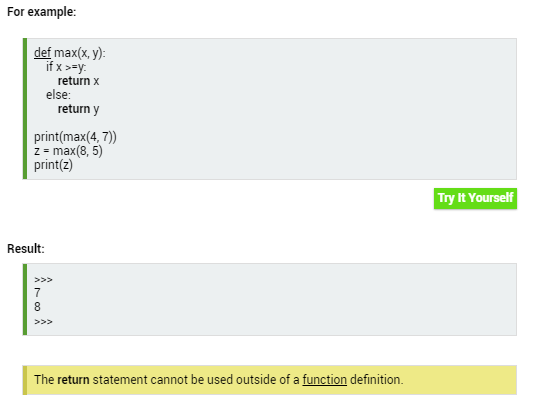 For example:
def max(x, y):
    if x >=y:
        return x
    else:
        return y

print(max(4, 7))
z = max(8, 5)
print(z)
Try It Yourself
Result:
>>>
7
8
>>>
The return statement cannot be used outside of a function definition.